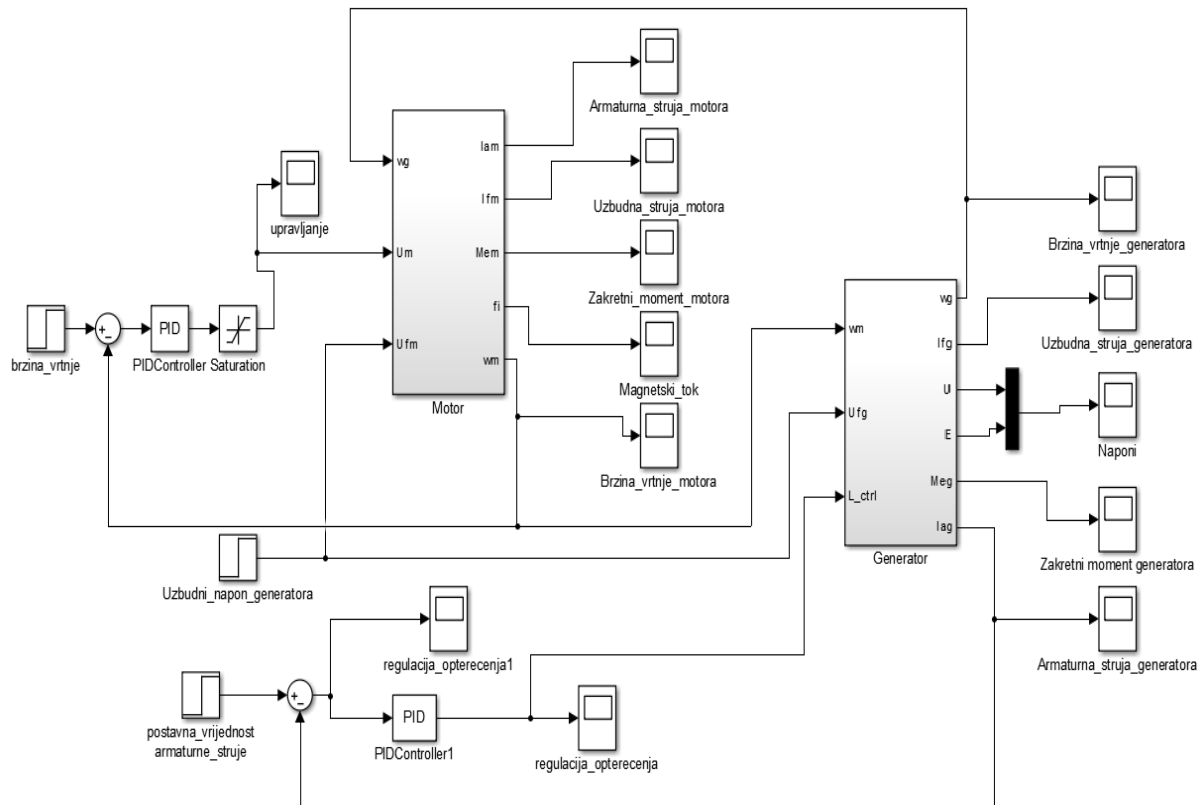 Armaturna_struja_motora
wg
Iam
upravljanje
Ifm
Uzbudna_struja_motora
Brzina_vrtnje_generatora
Um
Mem
Zakretni_moment_motora
wg
brzina_vrtnje
+
-
PID
PIDController
Saturation
fi
Magnetski_tok
wm
Ifg
Uzbudna_struja_generatora
Ufm
wm
Motor
Brzina_vrtnje_motora
Ufg
UI
IE
Naponi
L_ctrl
Meg
Zakretni moment generatora
Iag
Generator
Uzbudni_napon_generatora
regulacija_opterecenja1
Armaturna_struja_generatora
postavna_vrijednost
armaturne_struje
+
-
PID
PIDController1
regulacija_opterecenja